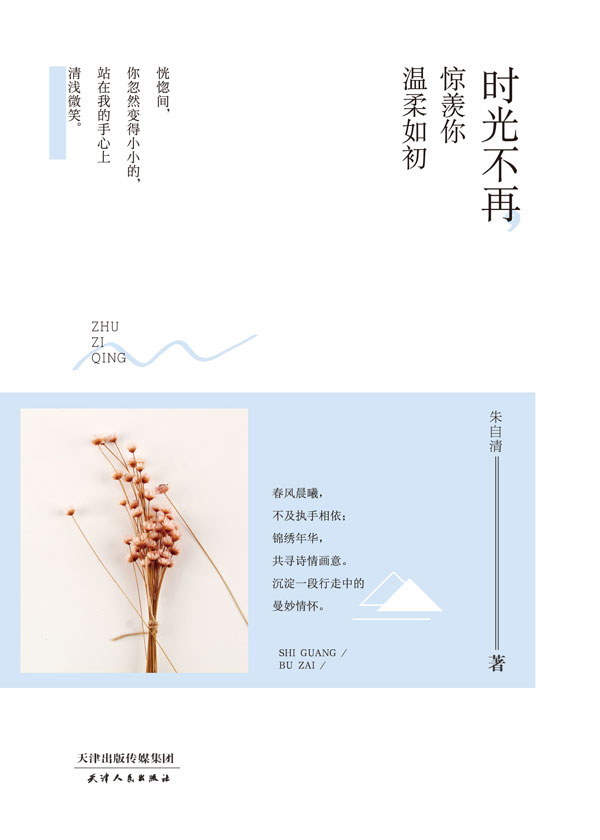 时光不再,
惊羡你
温柔如初
恍惚间,
你忽然变得小小的,
站在我的手心上
清浅微笑。
ZHU
ZI
QING
朱自清
著
春风晨曦,
不及执手相依;
锦绣年华,
共寻诗情画意。
沉淀一段行走中的
曼妙情怀。
SHI GUANG /
BU ZAI /
天津出版传媒集团
天津人民出版社